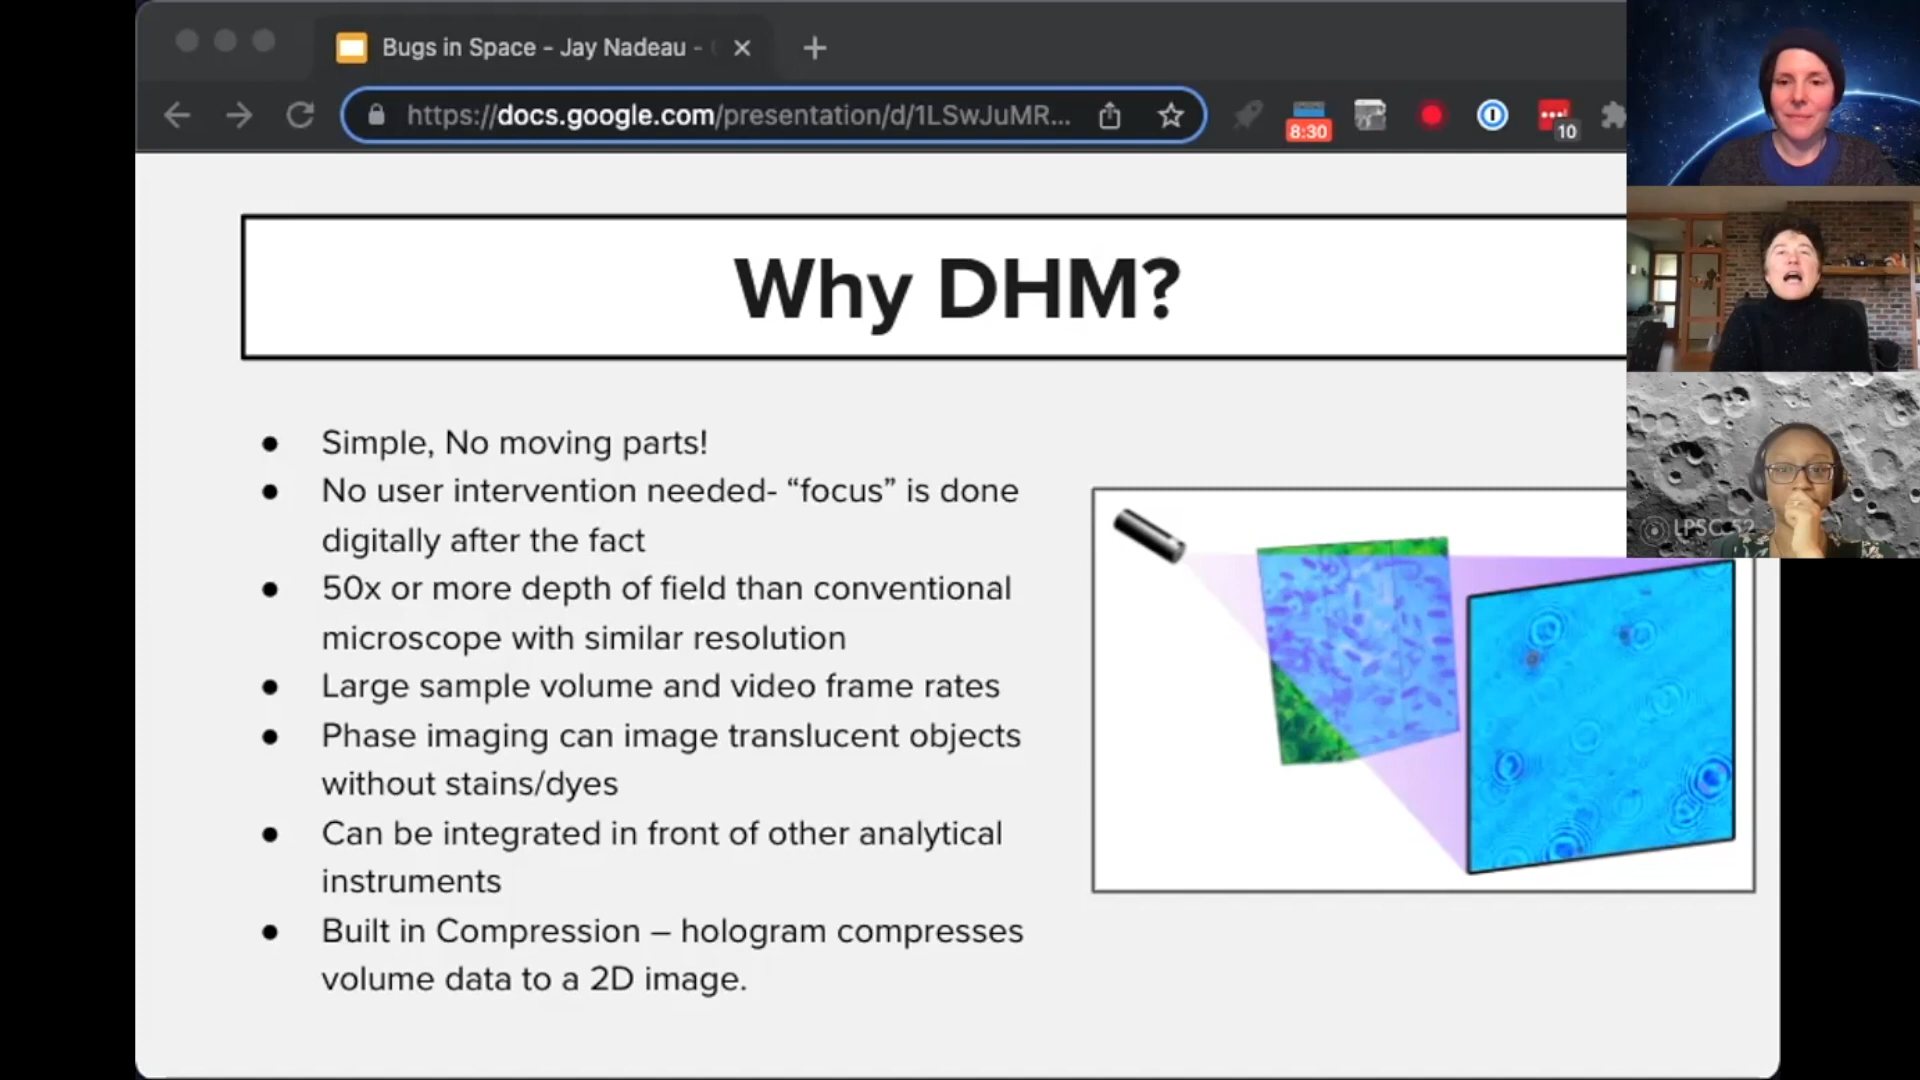 Bugs in Space - Jay Nadeau -
https://docs.google.com/presentation/d/1LSwJuMR...
8:30
10
Why DHM?
● Simple, No moving parts!
● No user intervention needed- “focus” is done
digitally after the fact
● 50x or more depth of field than conventional
microscope with similar resolution
● Large sample volume and video frame rates
● Phase imaging can image translucent objects
without stains/dyes
● Can be integrated in front of other analytical
instruments
● Built in Compression – hologram compresses
volume data to a 2D image.
LPSC 52